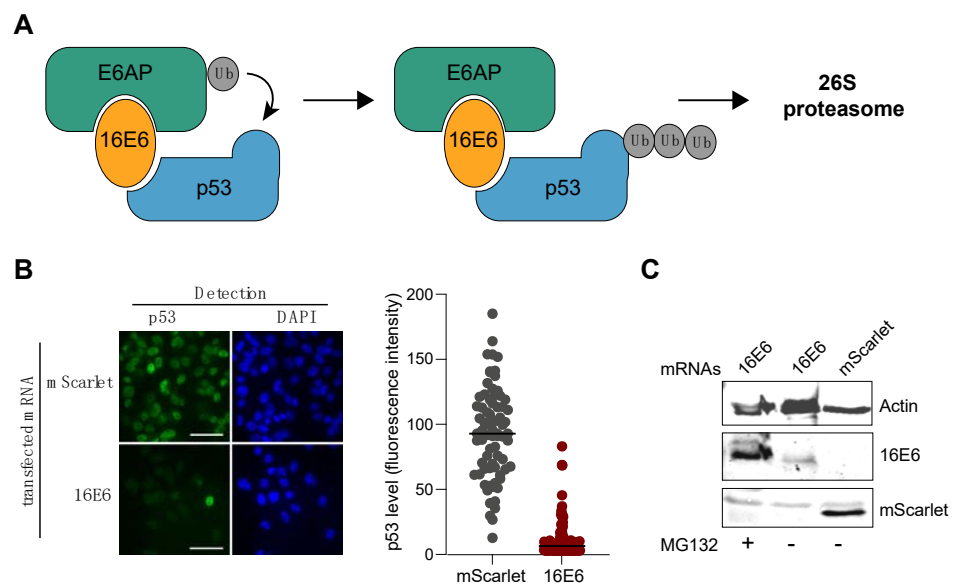 A
E6AP
Ub
16E6
p53
E6AP
16E6
p53
Ub Ub Ub
26S
proteasome
B
Detection
p53 DAPI
transfected mRNA
mScarlet
16E6
p53 level (fluorescence intensity)
200
150
100
50
0
mScarlet 16E6
C
mRNAs 16E6 16E6 mScarlet
Actin
16E6
mScarlet
MG132 + - -